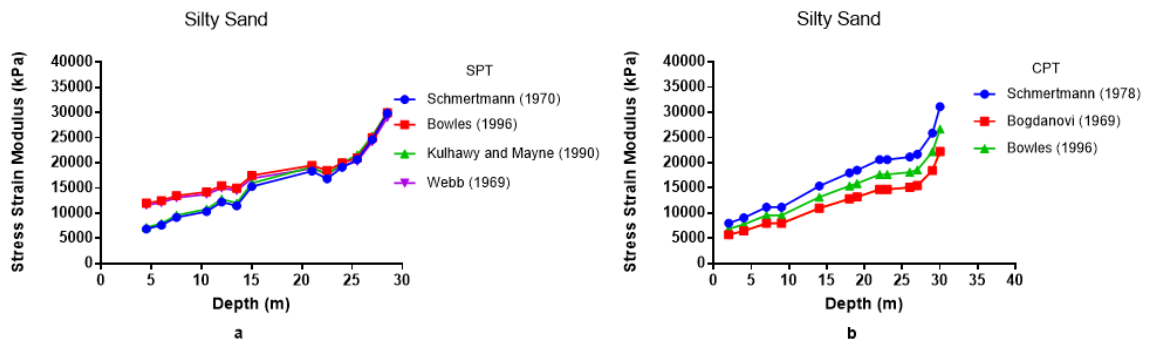 Silty Sand
Stress Strain Modulus (kPa)
40000
35000
30000
25000
20000
15000
10000
5000
0
0 5 10 15 20 25 30
Depth (m)
SPT
Schmertmann (1970)
Bowles (1996)
Kulhawy and Mayne (1990)
Webb (1969)
a
Silty Sand
Stress Strain Modulus (kPa)
40000
35000
30000
25000
20000
15000
10000
5000
0
0 5 10 15 20 25 30 35 40
Depth (m)
CPT
Schmertmann (1978)
Bogdanovi (1969)
Bowles (1996)
b